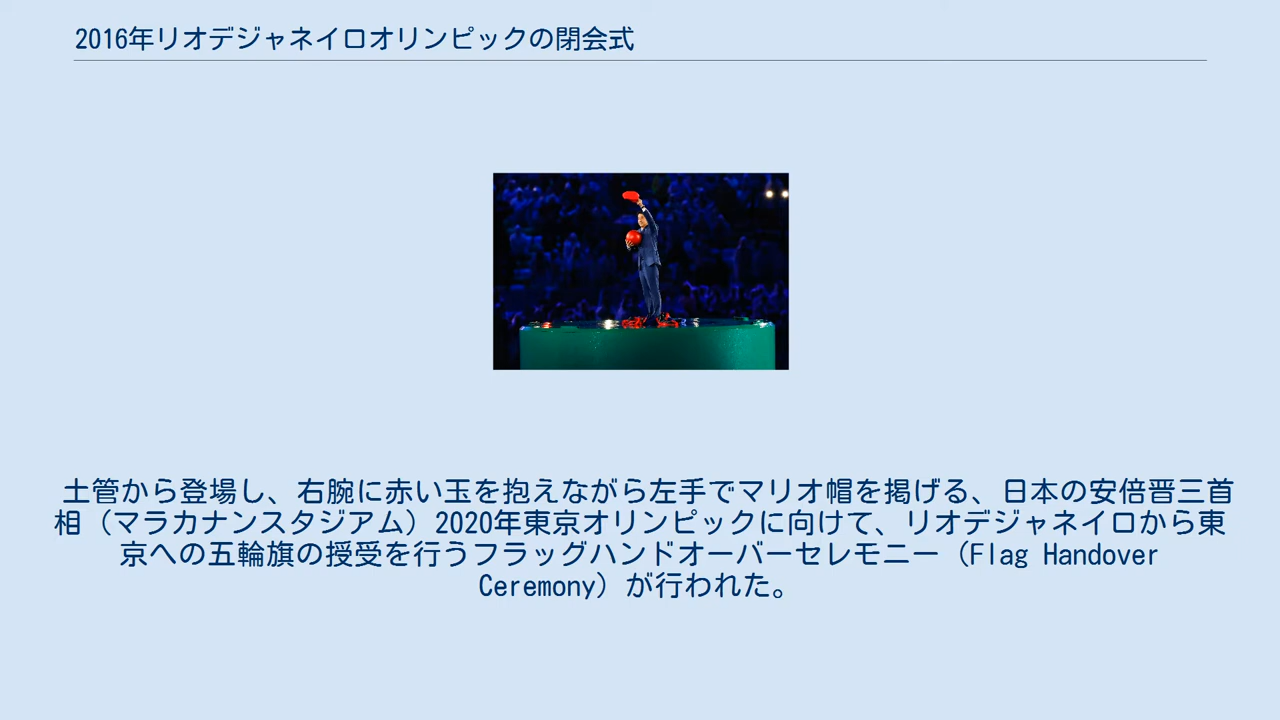 2016年リオデジャネイロオリンピックの閉会式
土管から登場し、右腕に赤い玉を抱えながら左手でマリオ帽を掲げる、日本の安倍晋三首
相（マラカナンスタジアム）2020年東京オリンピックに向けて、リオデジャネイロから東
京への五輪旗の授受を行うフラッグハンドオーバーセレモニー（Flag Handover
Ceremony）が行われた。